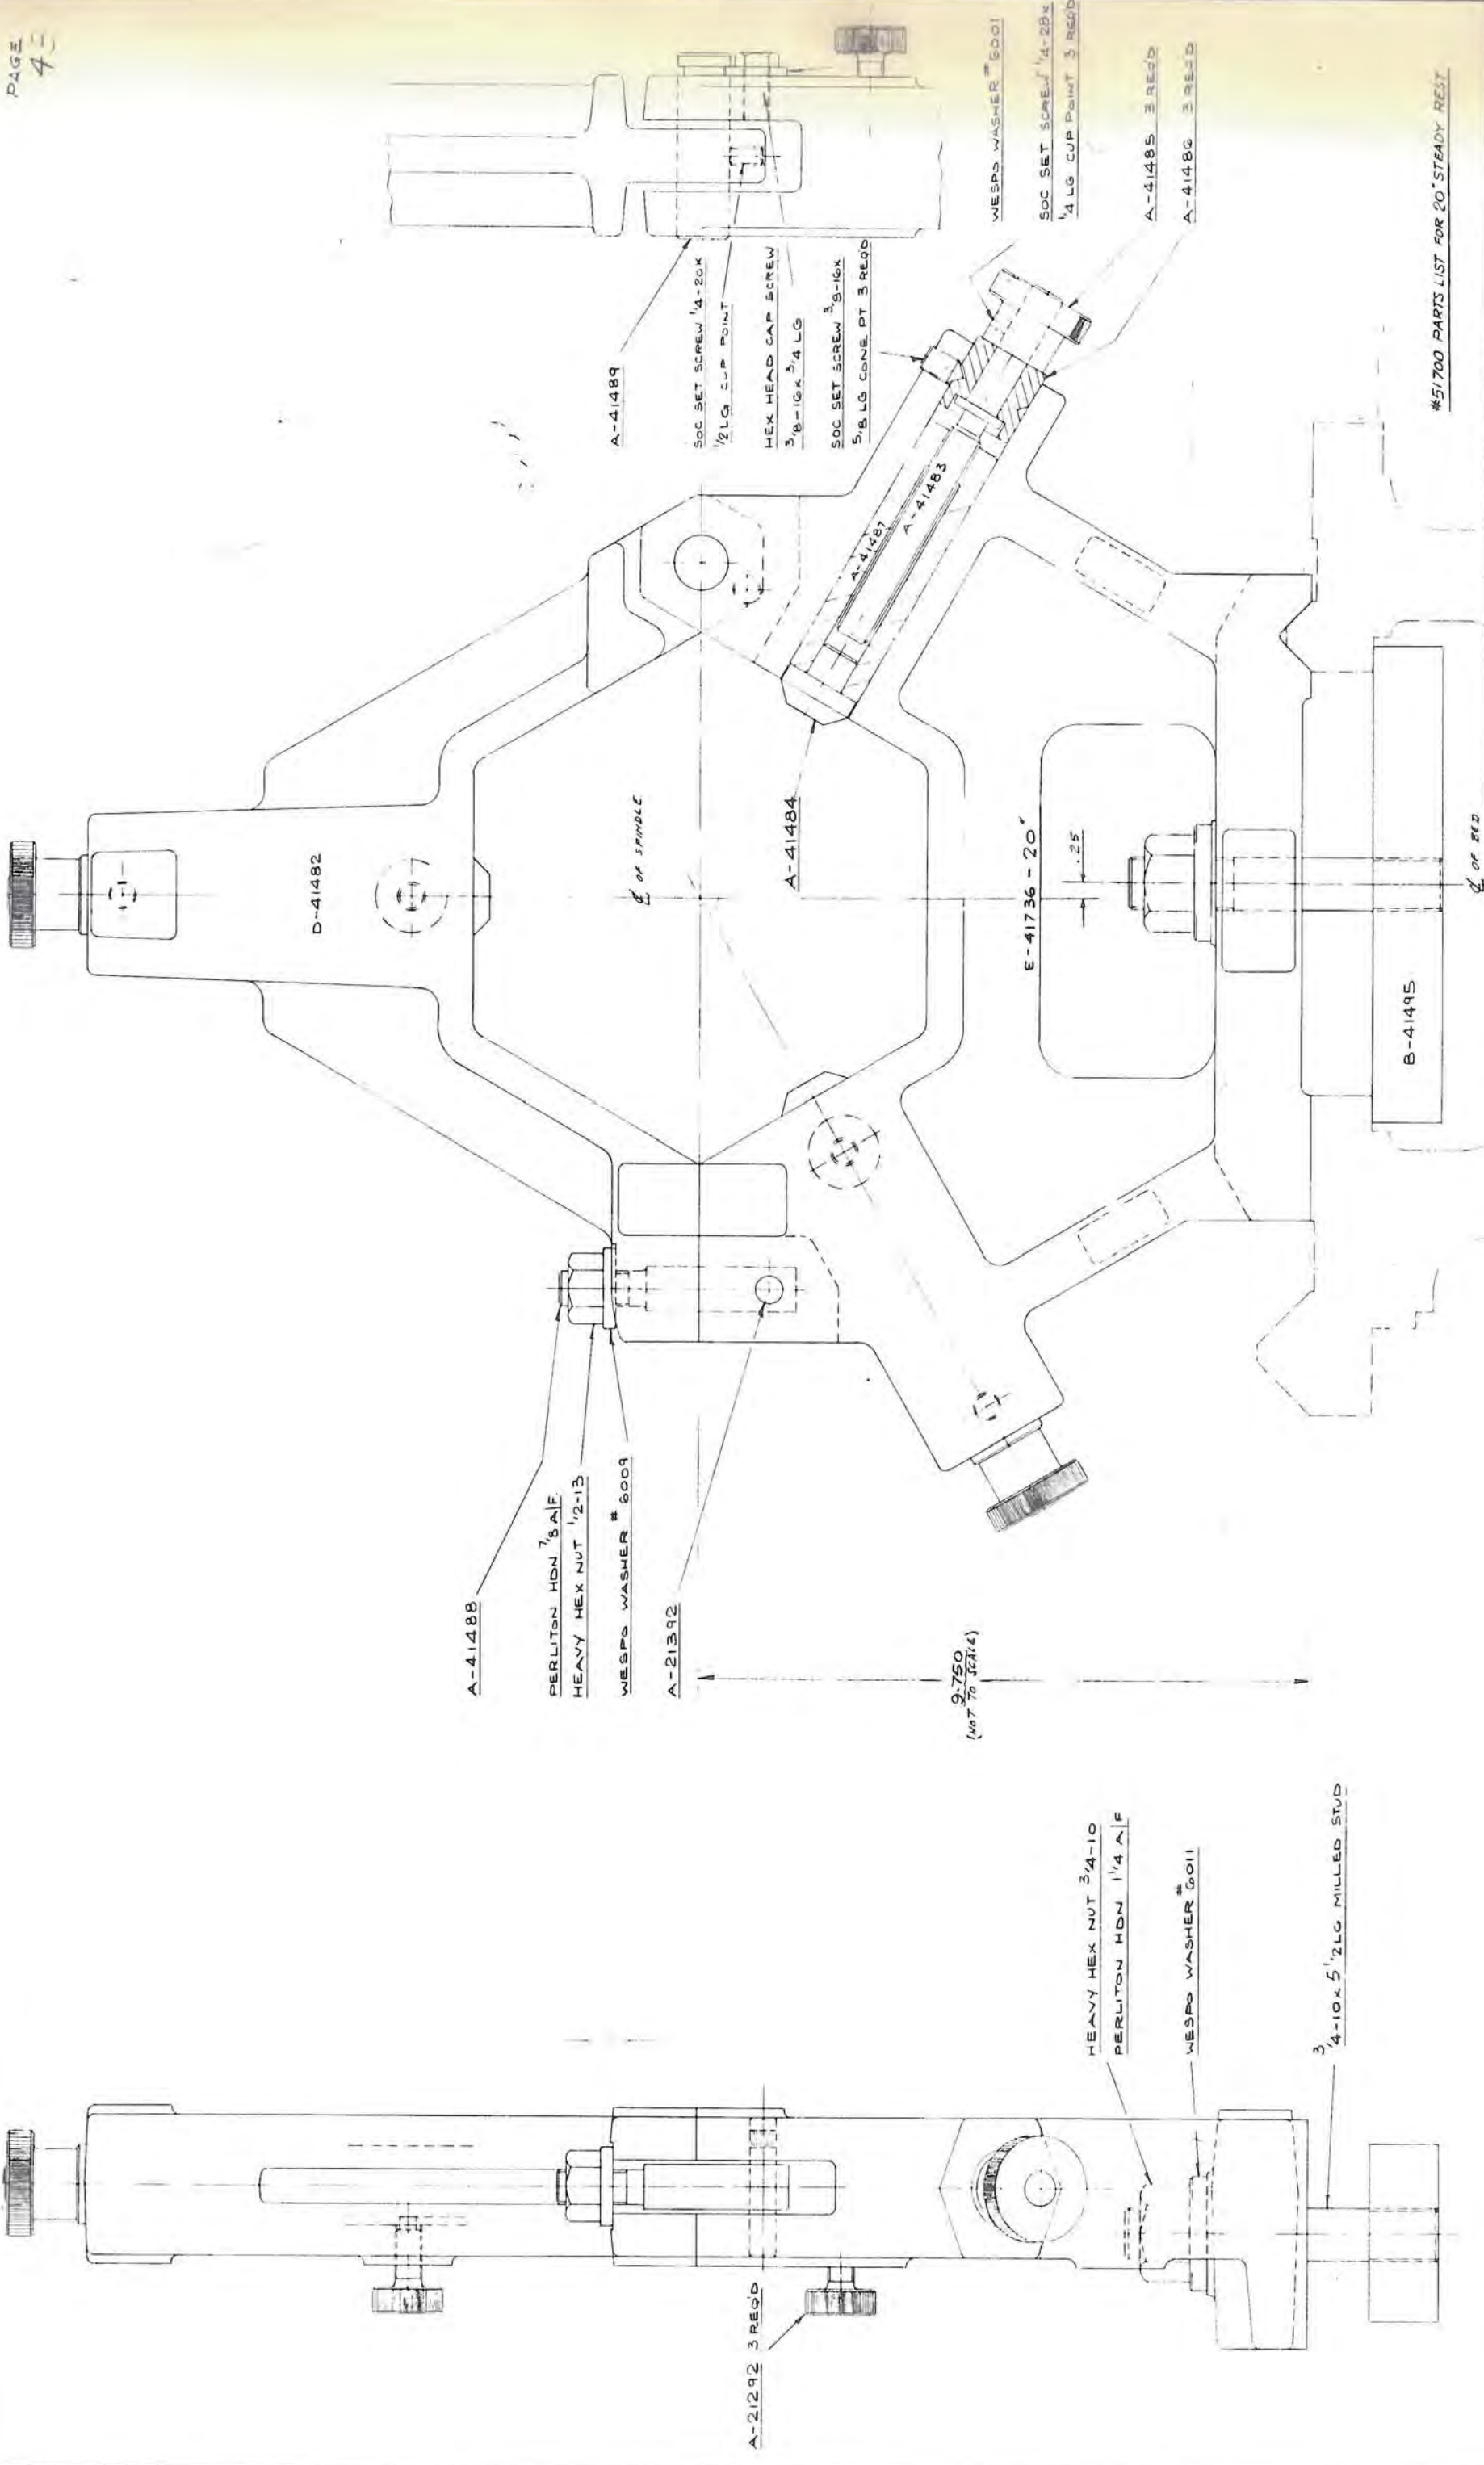 PAGE
D-41482
A-41488
PERLITON HDN 7/8 A/F.
HEAVY HEX NUT 1/2-13
WESPO WASHER # 6009
A-21392
9.750
(NOT TO SCALE)
℄ OF SPINDLE
A-41484
E-41736-20"
.25
B-41495
℄ OF BED
A-41487
A-41483
A-41489
SOC SET SCREW 1/4-20x
1/2 LG CUP POINT
HEX HEAD CAP SCREW
3/8-16x 3/4 LG
SOC SET SCREW 3/8-16x
5/8 LG CONE PT 3 REQD
WESPO WASHER # 6001
SOC SET SCREW 1/4-28x
1/4 LG CUP POINT 3 REQD
A-41485 3 REQD
A-41486 3 REQD
A-21292 3 REQD
HEAVY HEX NUT 3/4-10
PERLITON HDN 1 1/4 A/F
WESPO WASHER # 6011
3/4-10 x 5 1/2 LG MILLED STUD
#51700 PARTS LIST FOR 20" STEADY REST